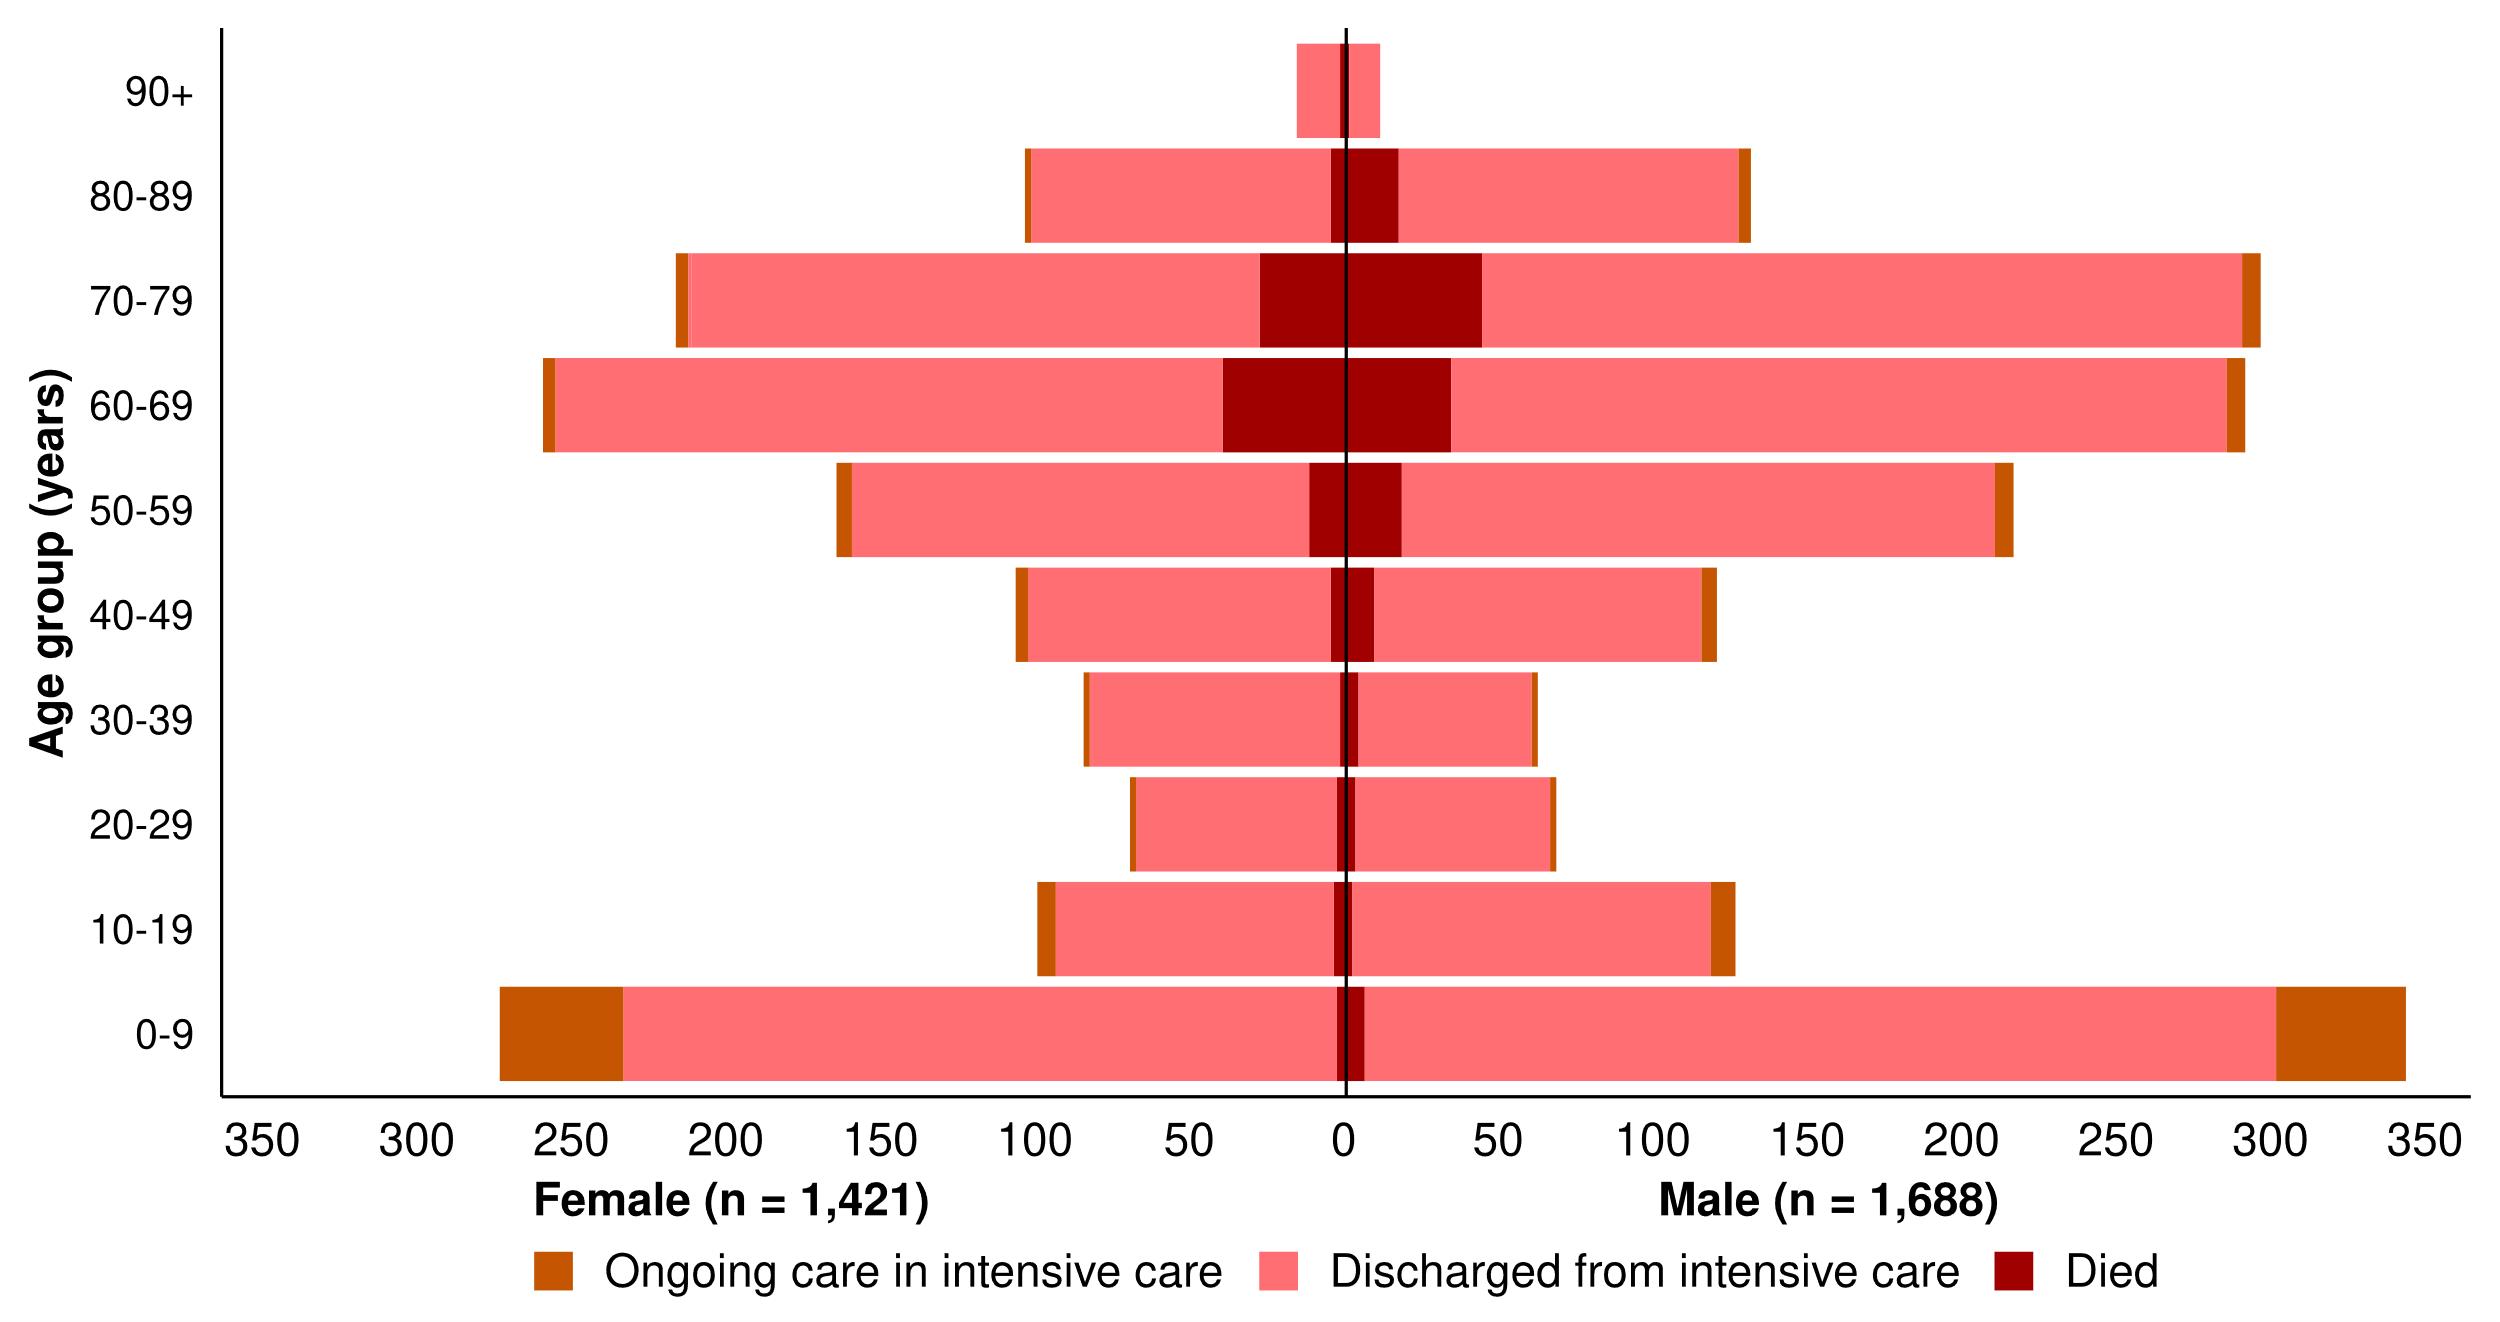 Age group (years)
90+
80-89
70-79
60-69
50-59
40-49
30-39
20-29
10-19
0-9
350 300 250 200 150 100 50 0 50 100 150 200 250 300 350
Female (n = 1,421) Male (n = 1,688)
Ongoing care in intensive care Discharged from intensive care Died